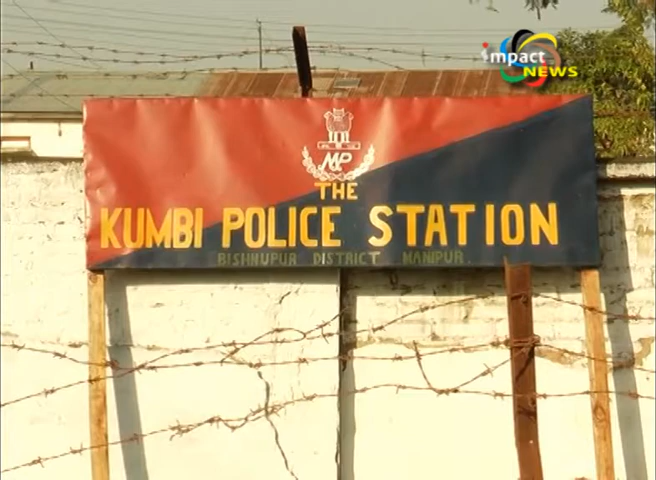 impact
NEWS
MP
THE
KUMBI POLICE STATION
BISHNUPUR DISTRICT MANIPUR.